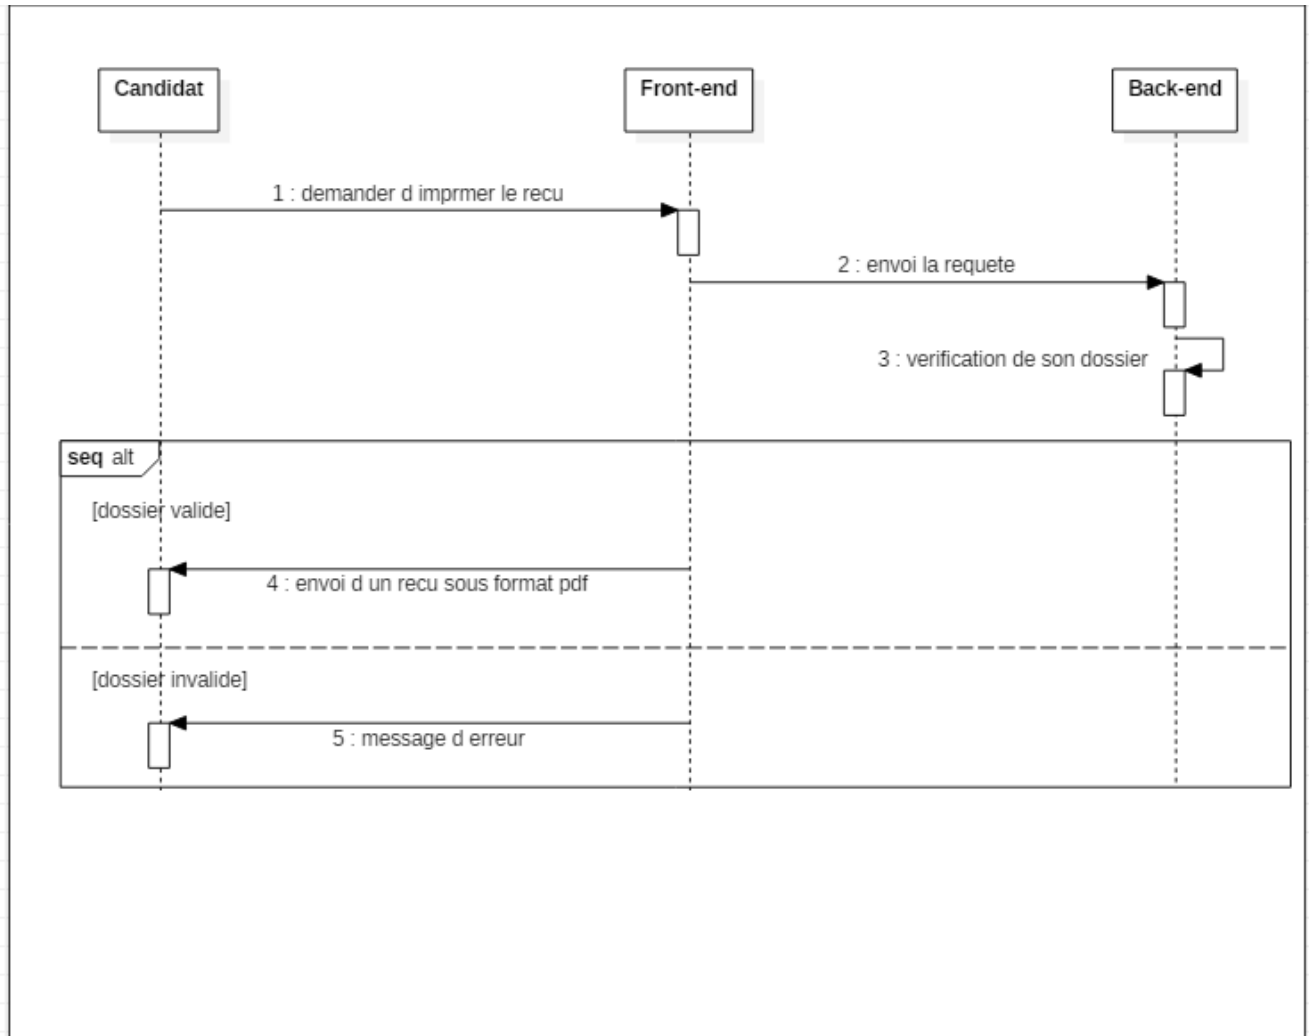 Candidat
Front-end
Back-end
1 : demander d imprmer le recu
2 : envoi la requete
3 : verification de son dossier
seq alt
[dossier valide]
4 : envoi d un recu sous format pdf
[dossier invalide]
5 : message d erreur